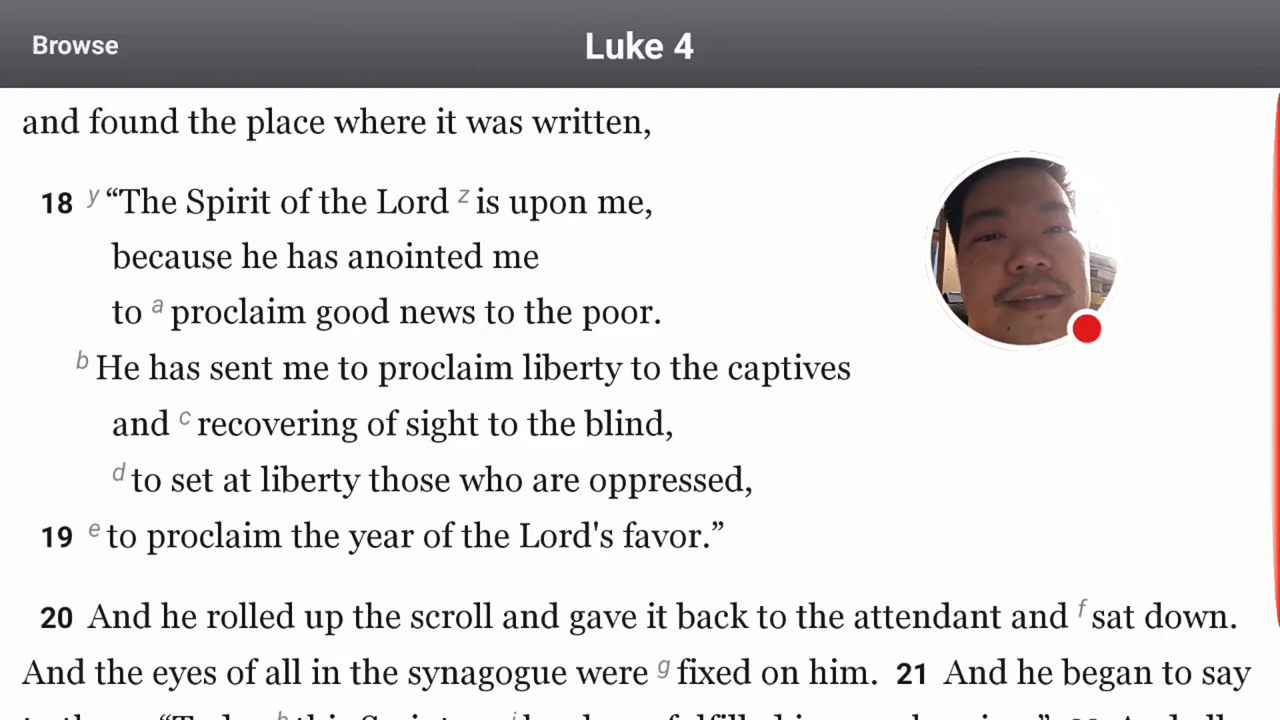 Browse
Luke 4
and found the place where it was written,
18 y “The Spirit of the Lord z is upon me,
because he has anointed me
to a proclaim good news to the poor.
b He has sent me to proclaim liberty to the captives
and c recovering of sight to the blind,
d to set at liberty those who are oppressed,
19 e to proclaim the year of the Lord's favor.”
20 And he rolled up the scroll and gave it back to the attendant and f sat down.
And the eyes of all in the synagogue were g fixed on him. 21 And he began to say